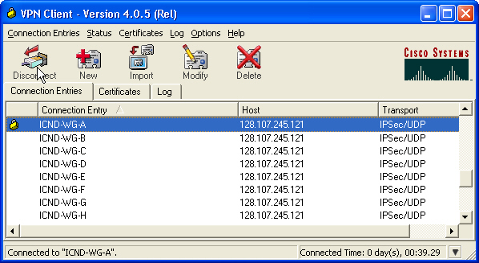 VPN Client - Version 4.0.5 (Rel)
Connection Entries Status Certificates Log Options Help
Disconnect New Import Modify Delete
CISCO SYSTEMS
Connection Entries Certificates Log
Connection Entry Host Transport
ICND-WG-A 128.107.245.121 IPSec/UDP
ICND-WG-B 128.107.245.121 IPSec/UDP
ICND-WG-C 128.107.245.121 IPSec/UDP
ICND-WG-D 128.107.245.121 IPSec/UDP
ICND-WG-E 128.107.245.121 IPSec/UDP
ICND-WG-F 128.107.245.121 IPSec/UDP
ICND-WG-G 128.107.245.121 IPSec/UDP
ICND-WG-H 128.107.245.121 IPSec/UDP
Connected to "ICND-WG-A". Connected Time: 0 day(s), 00:39.29